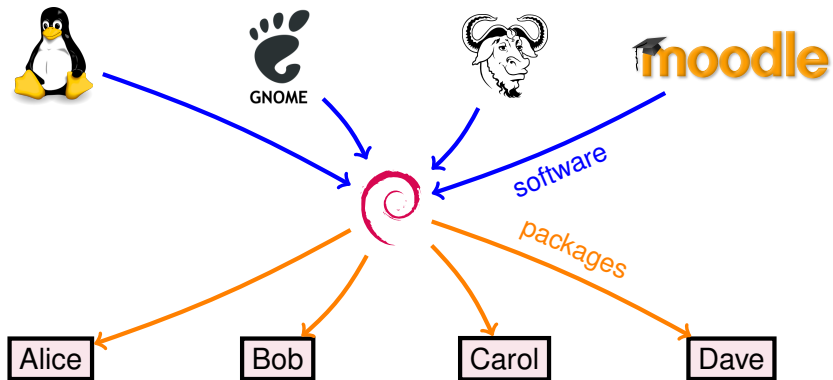 GNOME
moodle
software
packages
Alice
Bob
Carol
Dave